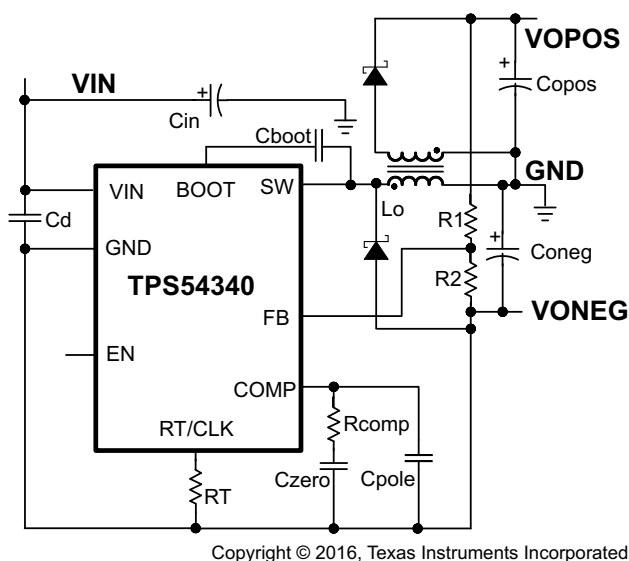 VOPOS
VIN
+
+
Copos
Cin
Cboot
GND
VIN
BOOT
SW
Lo
R1
+
Cd
GND
Coneg
TPS54340
R2
FB
VONEG
EN
COMP
Rcomp
RT/CLK
Czero
Cpole
RT
Copyright © 2016, Texas Instruments Incorporated